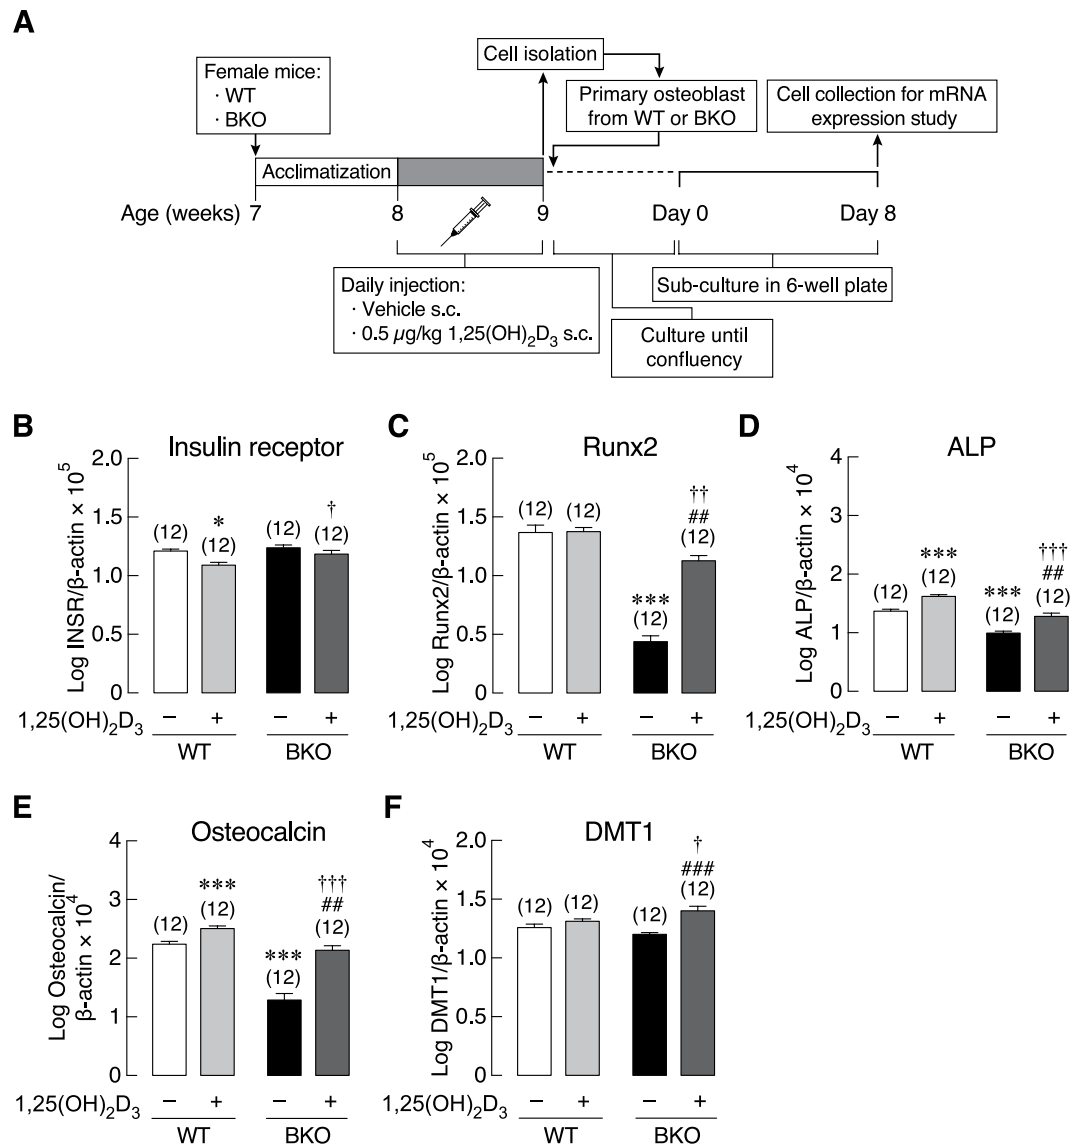 A
Female mice:
· WT
· BKO
Cell isolation
Primary osteoblast
from WT or BKO
Cell collection for mRNA
expression study
Acclimatization
Age (weeks) 7 8 9 Day 0 Day 8
Daily injection:
· Vehicle s.c.
· 0.5 µg/kg 1,25(OH)2D3 s.c.
Sub-culture in 6-well plate
Culture until
confluency
B
Insulin receptor
Log INSR/β-actin × 10^5
2.0
1.5
1.0
0.5
0
(12)
*
(12)
(12)
†
(12)
1,25(OH)2D3 – + – +
WT BKO
C
Runx2
Log Runx2/β-actin × 10^5
2.0
1.5
1.0
0.5
0
(12)
(12)
***
(12)
††
##
(12)
1,25(OH)2D3 – + – +
WT BKO
D
ALP
Log ALP/β-actin × 10^4
4
3
2
1
0
(12)
***
(12)
***
(12)
†††
##
(12)
1,25(OH)2D3 – + – +
WT BKO
E
Osteocalcin
Log Osteocalcin/
β-actin × 10^4
4
3
2
1
0
(12)
***
(12)
***
(12)
†††
##
(12)
1,25(OH)2D3 – + – +
WT BKO
F
DMT1
Log DMT1/β-actin × 10^4
2.0
1.5
1.0
0.5
0
(12)
(12)
(12)
†
###
(12)
1,25(OH)2D3 – + – +
WT BKO